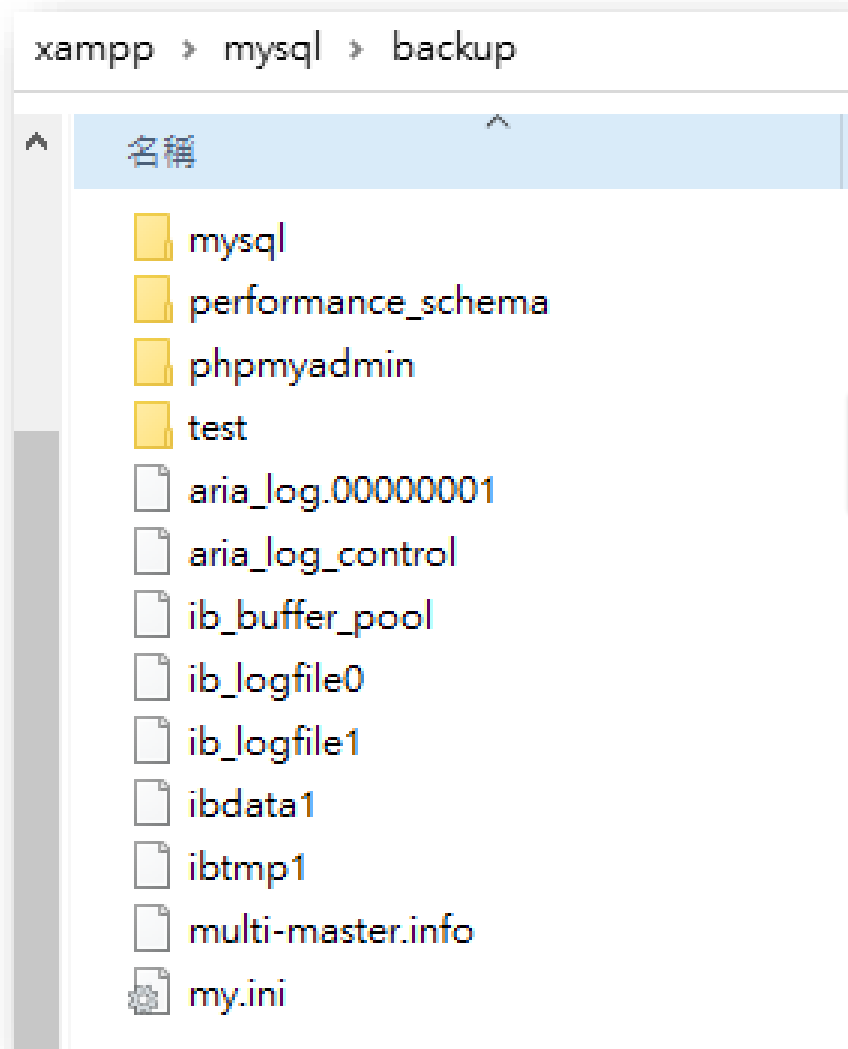 xampp > mysql > backup
名稱
mysql
performance_schema
phpmyadmin
test
aria_log.00000001
aria_log_control
ib_buffer_pool
ib_logfile0
ib_logfile1
ibdata1
ibtmp1
multi-master.info
my.ini